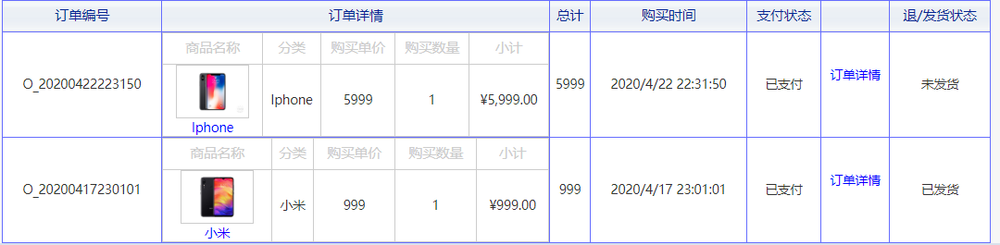 订单编号 订单详情 总计 购买时间 支付状态 退/发货状态
商品名称 分类 购买单价 购买数量 小计
O_20200422223150 Iphone 5999 1 ¥5,999.00 5999 2020/4/22 22:31:50 已支付 订单详情 未发货
Iphone
商品名称 分类 购买单价 购买数量 小计
O_20200417230101 小米 999 1 ¥999.00 999 2020/4/17 23:01:01 已支付 订单详情 已发货
小米